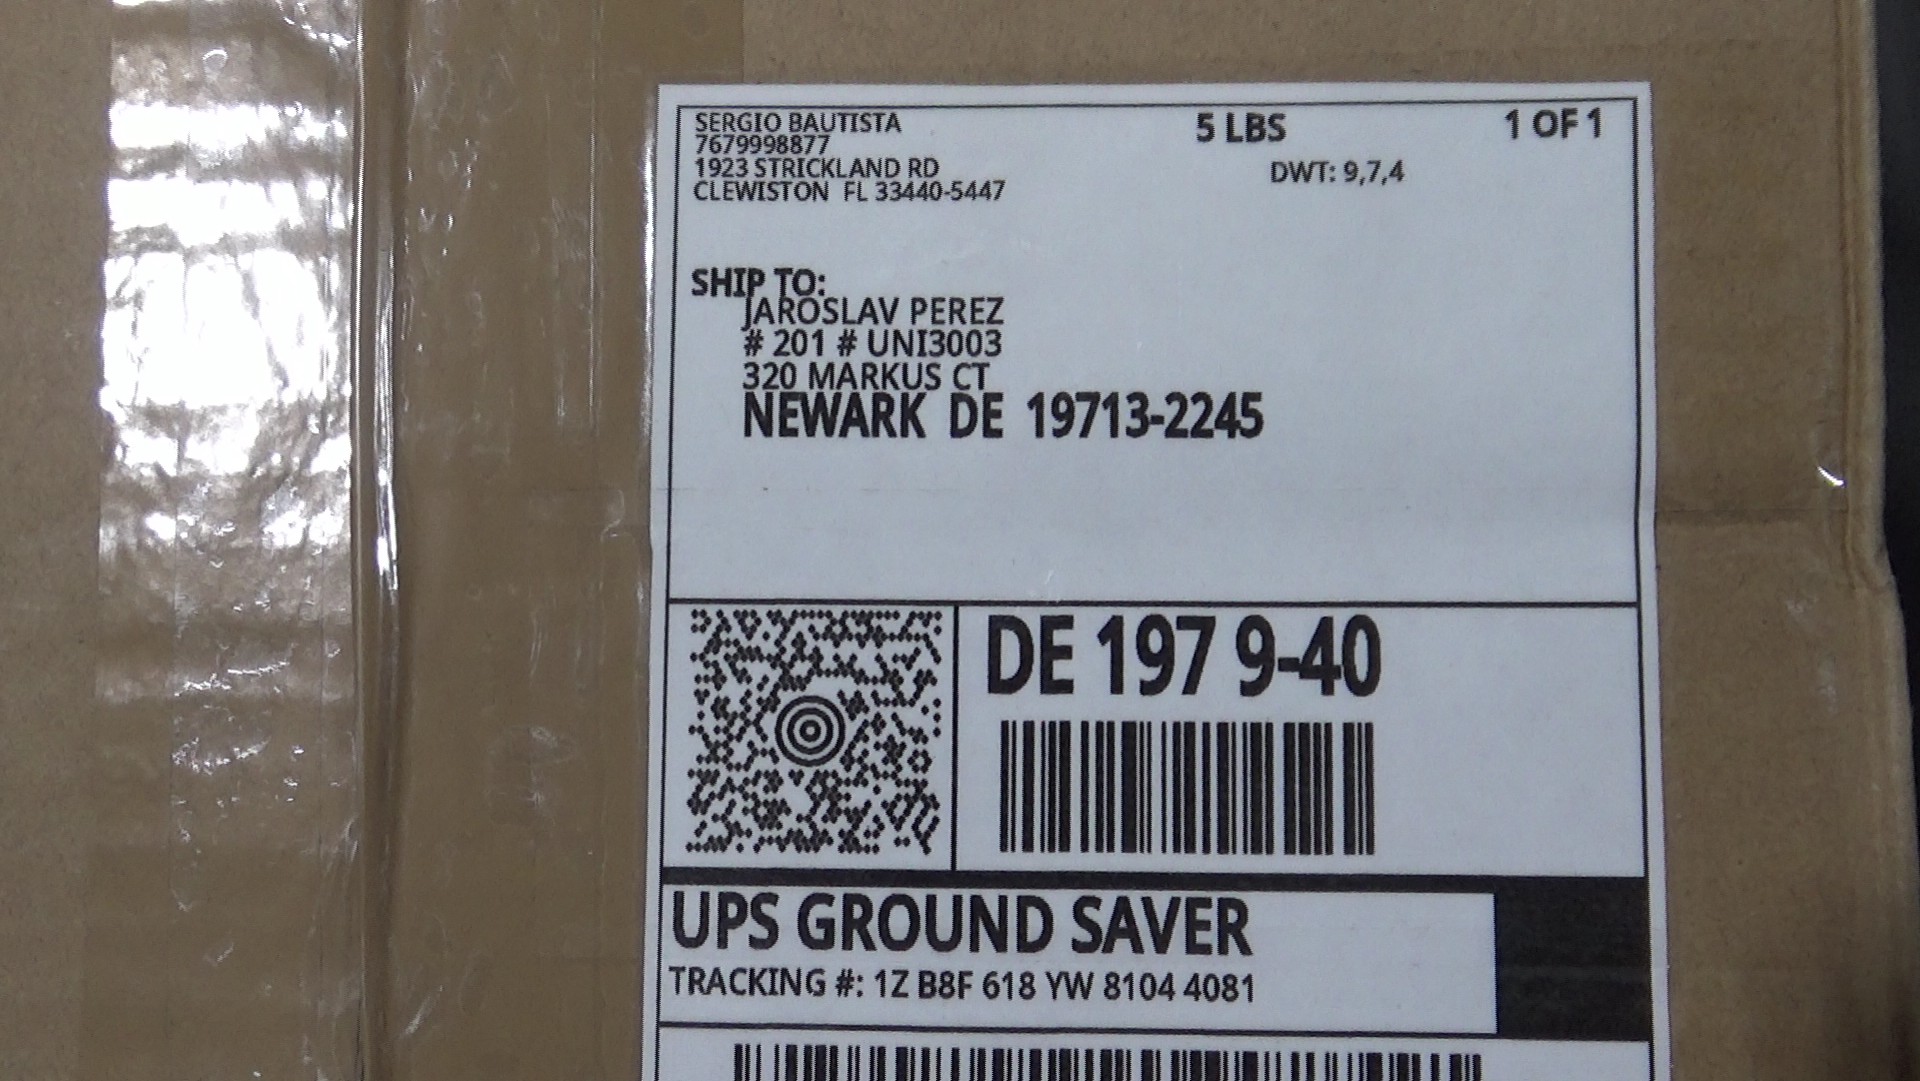 SERGIO BAUTISTA
7679998877
1923 STRICKLAND RD
CLEWISTON FL 33440-5447
5 LBS
1 OF 1
DWT: 9,7,4
SHIP TO:
JAROSLAV PEREZ
# 201 # UNI3003
320 MARKUS CT
NEWARK DE 19713-2245
DE 197 9-40
UPS GROUND SAVER
TRACKING #: 1Z B8F 618 YW 8104 4081